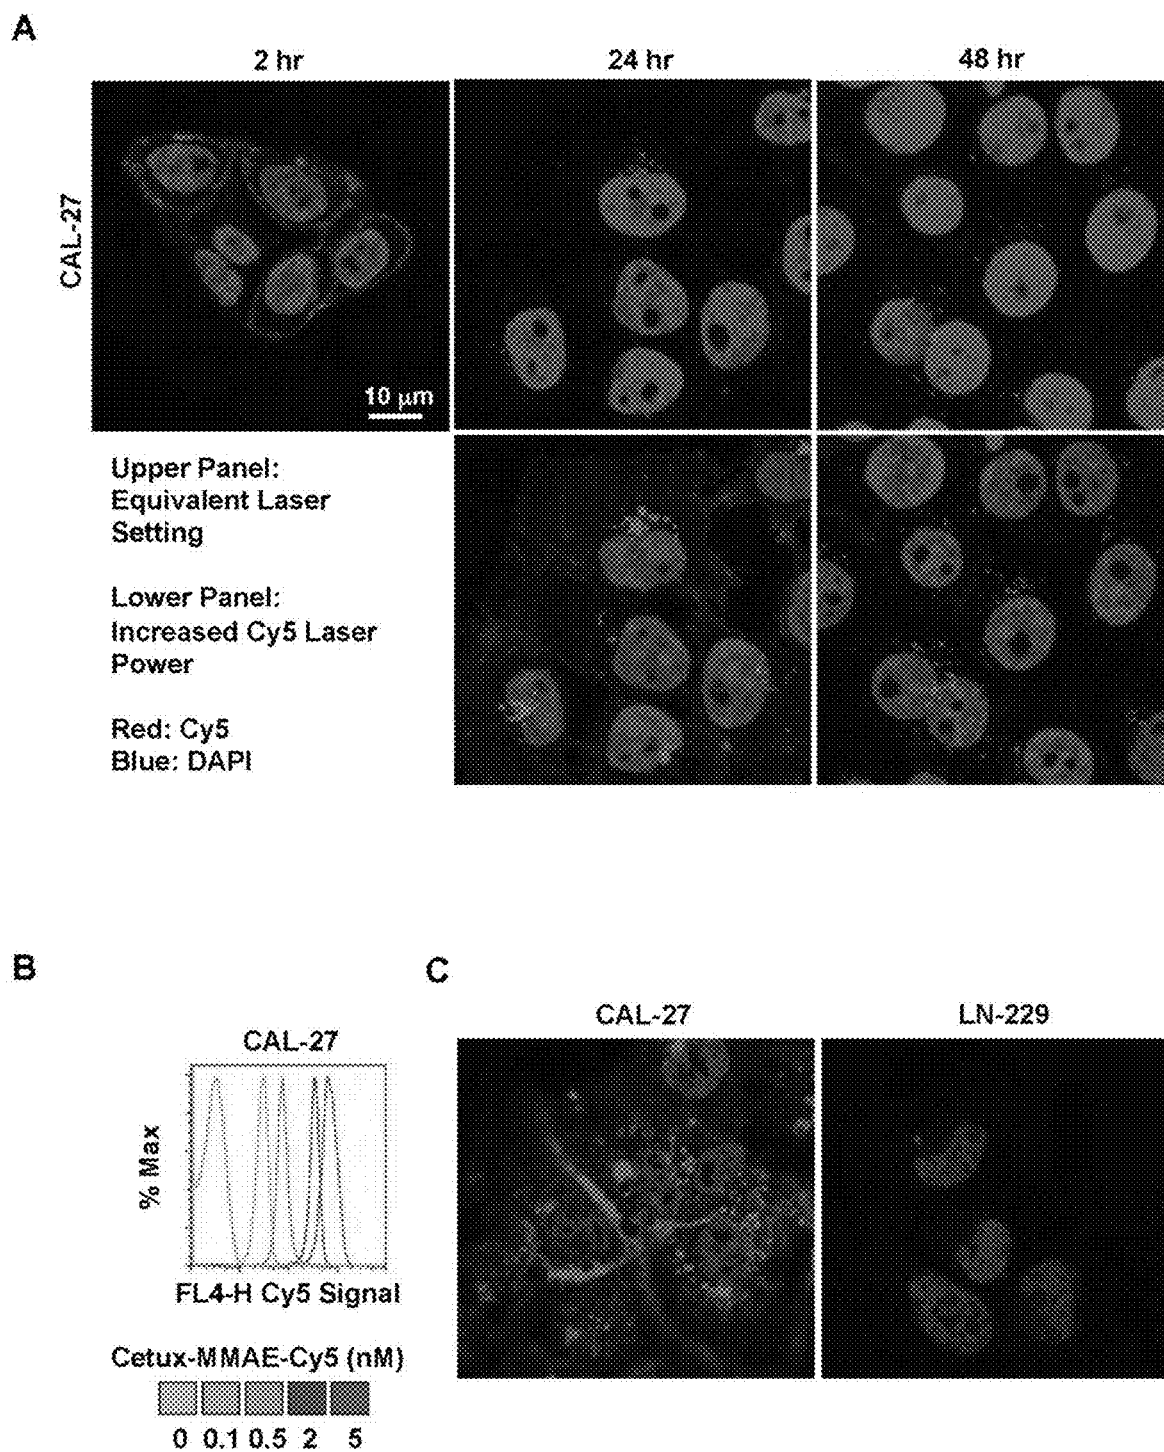 A
2 hr
24 hr
48 hr
CAL-27
10 μm
Upper Panel:
Equivalent Laser
Setting
Lower Panel:
Increased Cy5 Laser
Power
Red: Cy5
Blue: DAPI
B
CAL-27
% Max
FL4-H Cy5 Signal
Cetux-MMAE-Cy5 (nM)
0 0.1 0.5 2 5
C
CAL-27
LN-229